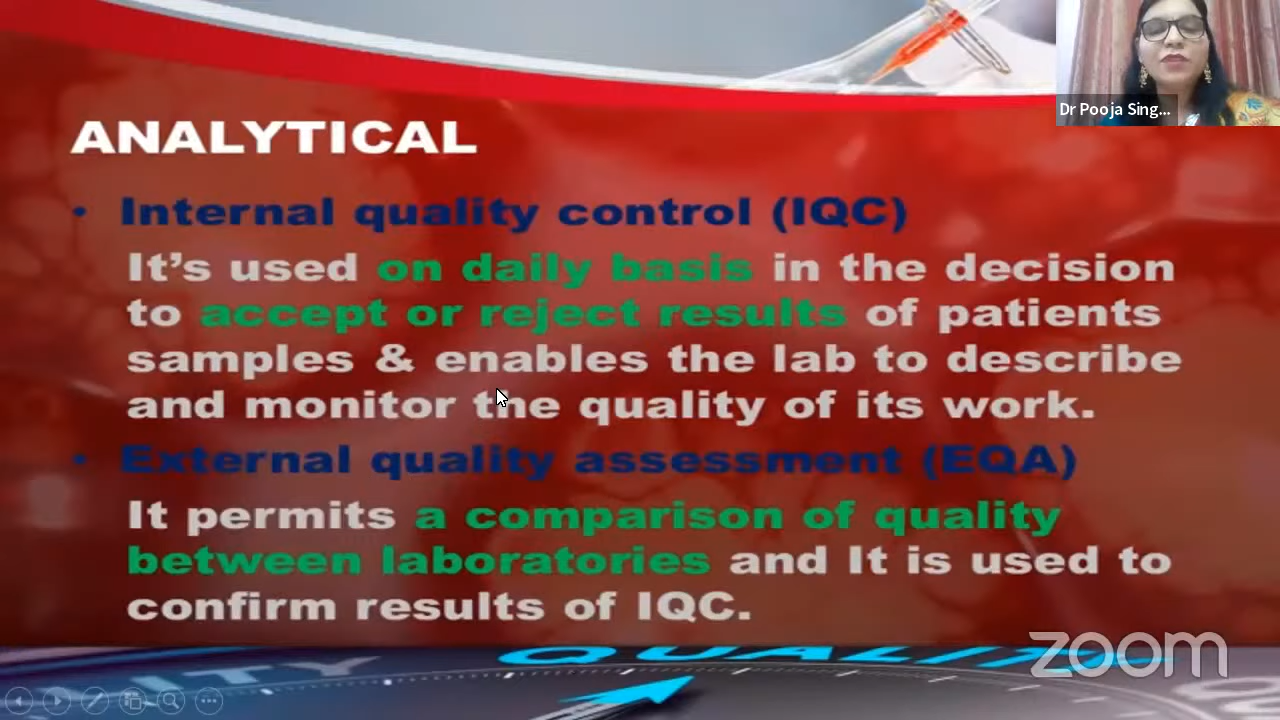 Dr Pooja Sing...
ANALYTICAL
• Internal quality control (IQC)
It’s used on daily basis in the decision
to accept or reject results of patients
samples & enables the lab to describe
and monitor the quality of its work.
• External quality assessment (EQA)
It permits a comparison of quality
between laboratories and It is used to
confirm results of IQC.
zoom
ITY QUALITY